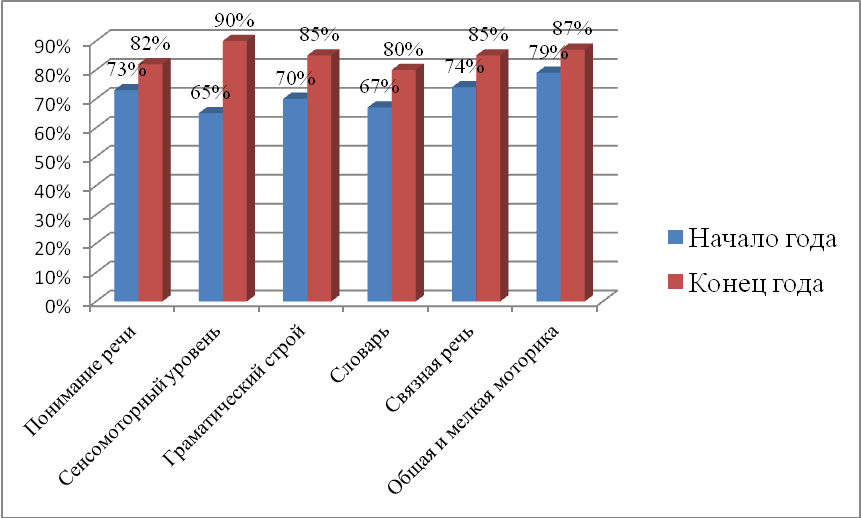 90%
80%
70%
60%
50%
40%
30%
20%
10%
0%
73%
82%
65%
90%
70%
85%
67%
80%
74%
85%
79%
87%
Понимание речи
Сенсомоторный уровень
Граматический строй
Словарь
Связная речь
Общая и мелкая моторика
Начало года
Конец года